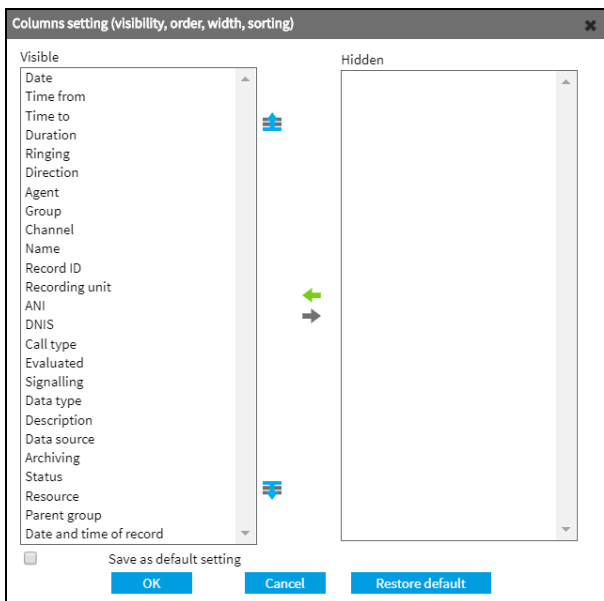 Columns setting (visibility, order, width, sorting)
Visible
Hidden
Date
Time from
Time to
Duration
Ringing
Direction
Agent
Group
Channel
Name
Record ID
Recording unit
ANI
DNIS
Call type
Evaluated
Signalling
Data type
Description
Data source
Archiving
Status
Resource
Parent group
Date and time of record
Save as default setting
OK
Cancel
Restore default